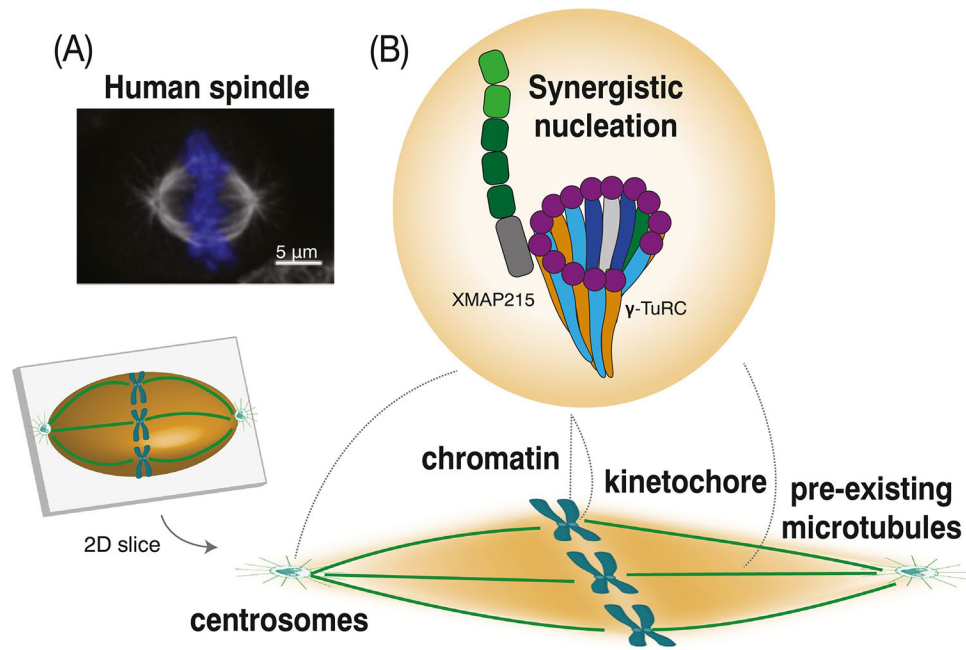 (A)
Human spindle
5 µm
(B)
Synergistic
nucleation
XMAP215
γ-TuRC
2D slice
chromatin
kinetochore
pre-existing
microtubules
centrosomes